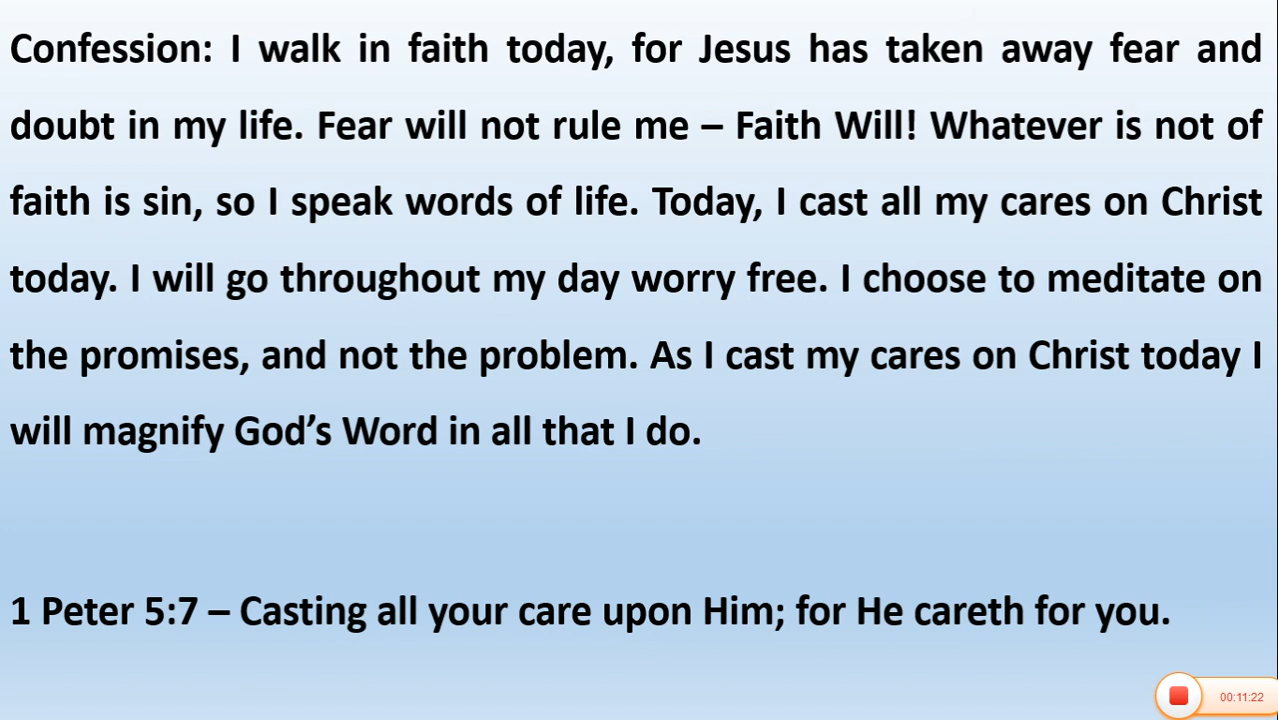 Confession: I walk in faith today, for Jesus has taken away fear and
doubt in my life. Fear will not rule me – Faith Will! Whatever is not of
faith is sin, so I speak words of life. Today, I cast all my cares on Christ
today. I will go throughout my day worry free. I choose to meditate on
the promises, and not the problem. As I cast my cares on Christ today I
will magnify God’s Word in all that I do.
1 Peter 5:7 – Casting all your care upon Him; for He careth for you.
00:11:22